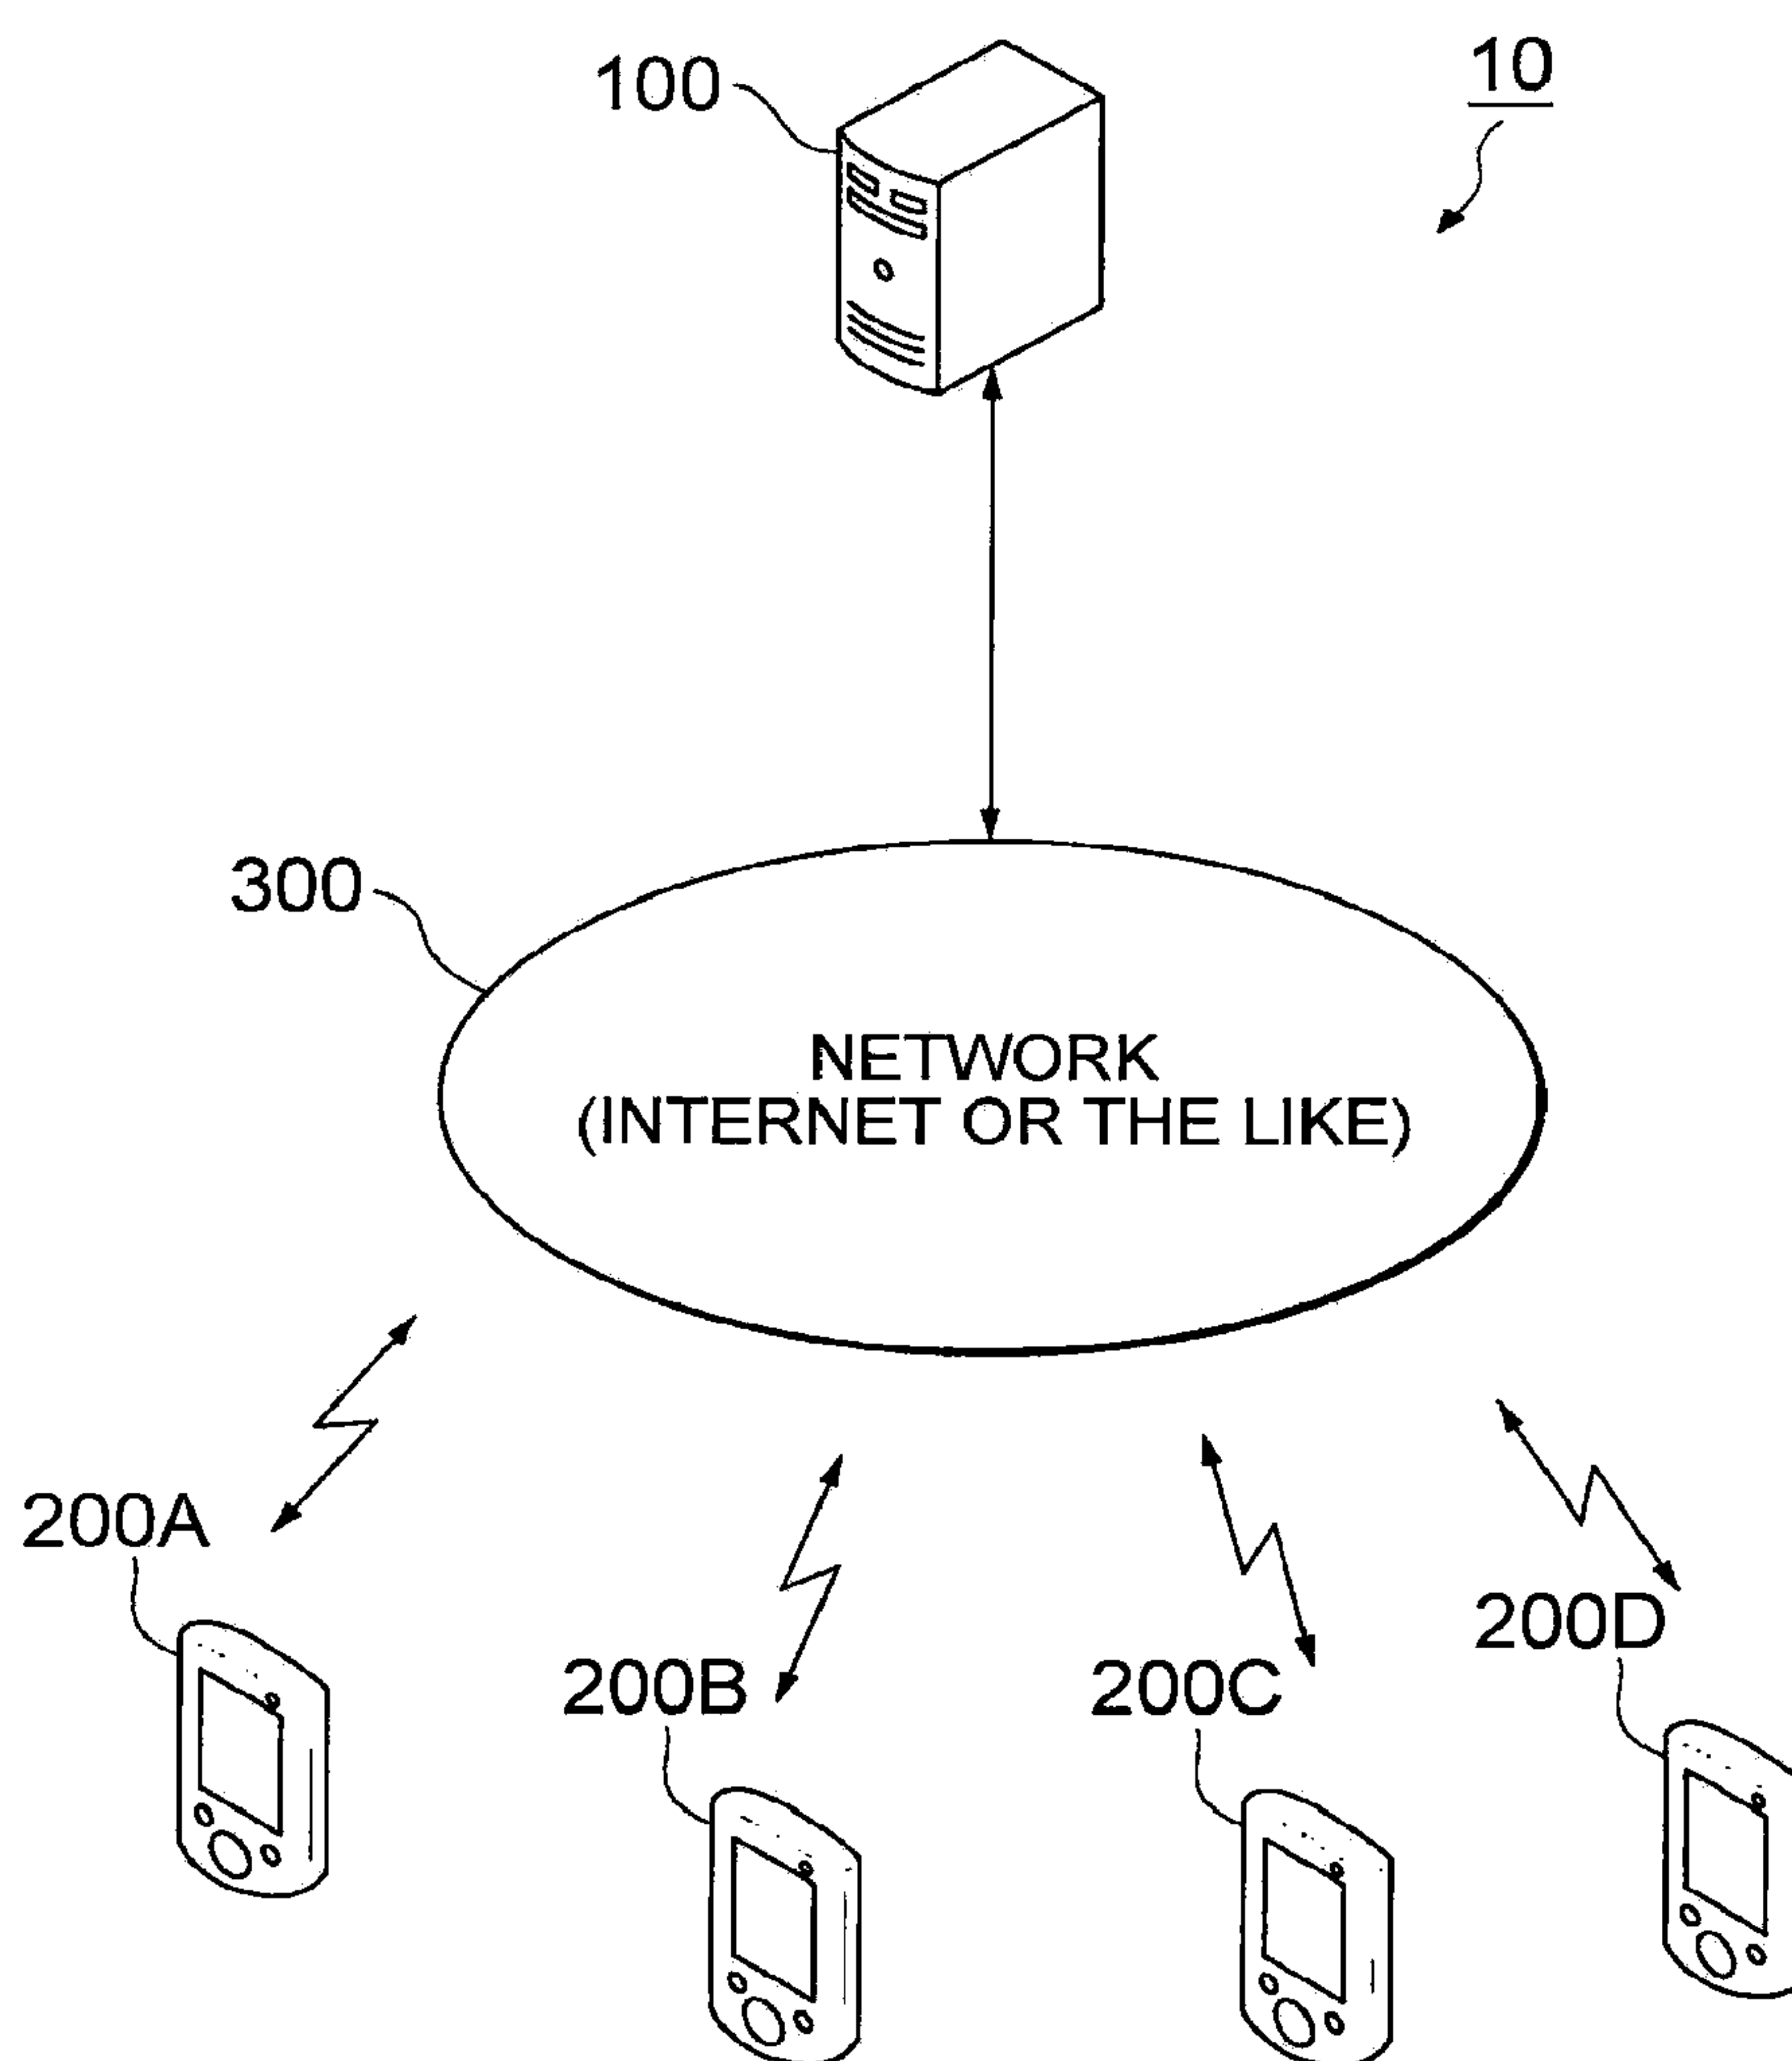 100
10
300
NETWORK
(INTERNET OR THE LIKE)
200A
200B
200C
200D